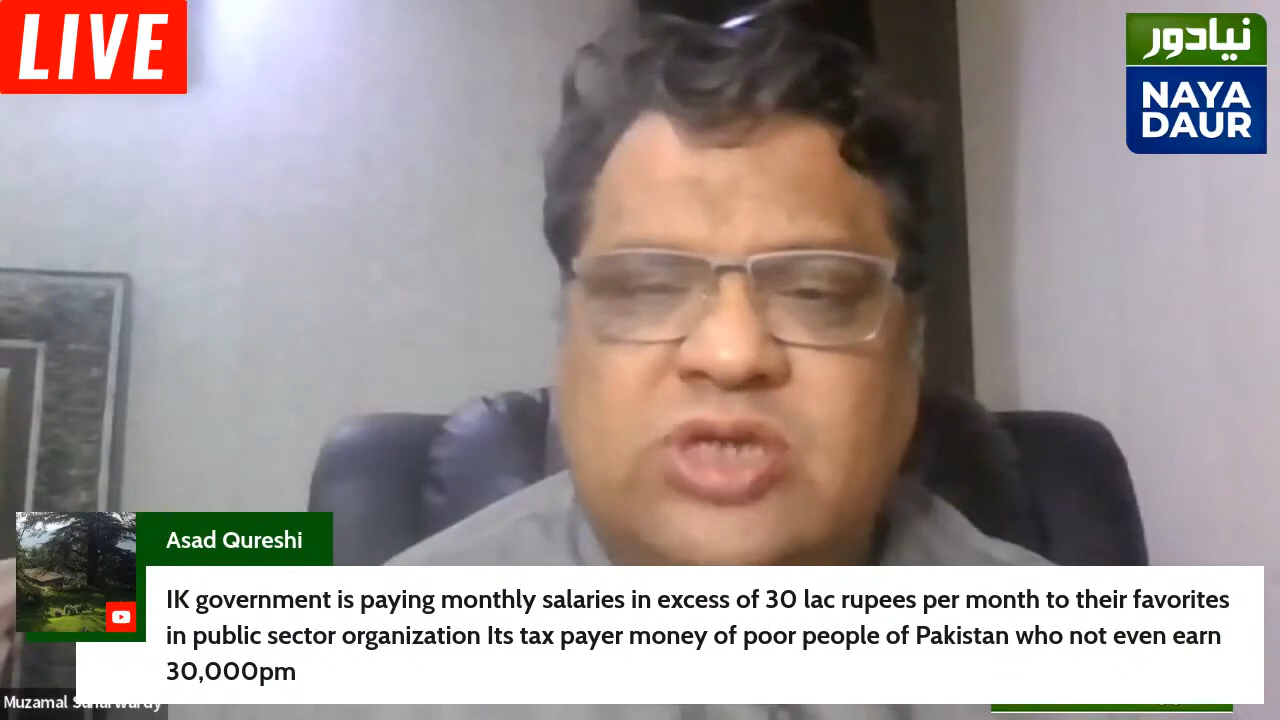 LIVE
نیادور
NAYA
DAUR
Asad Qureshi
IK government is paying monthly salaries in excess of 30 lac rupees per month to their favorites
in public sector organization Its tax payer money of poor people of Pakistan who not even earn
30,000pm
Muzamal Suharwardy